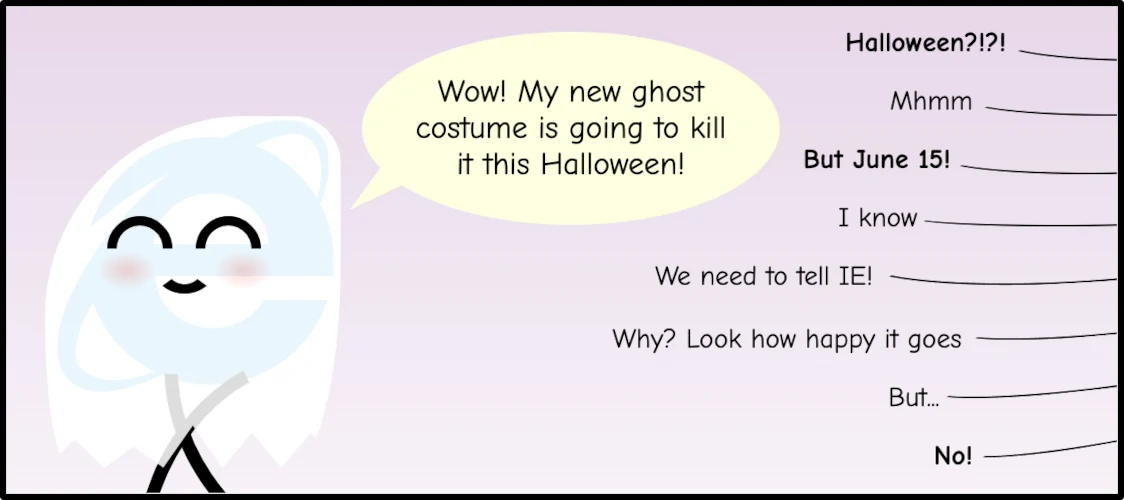 Wow! My new ghost
costume is going to kill
it this Halloween!
Halloween?!?!
Mhmm
But June 15!
I know
We need to tell IE!
Why? Look how happy it goes
But...
No!